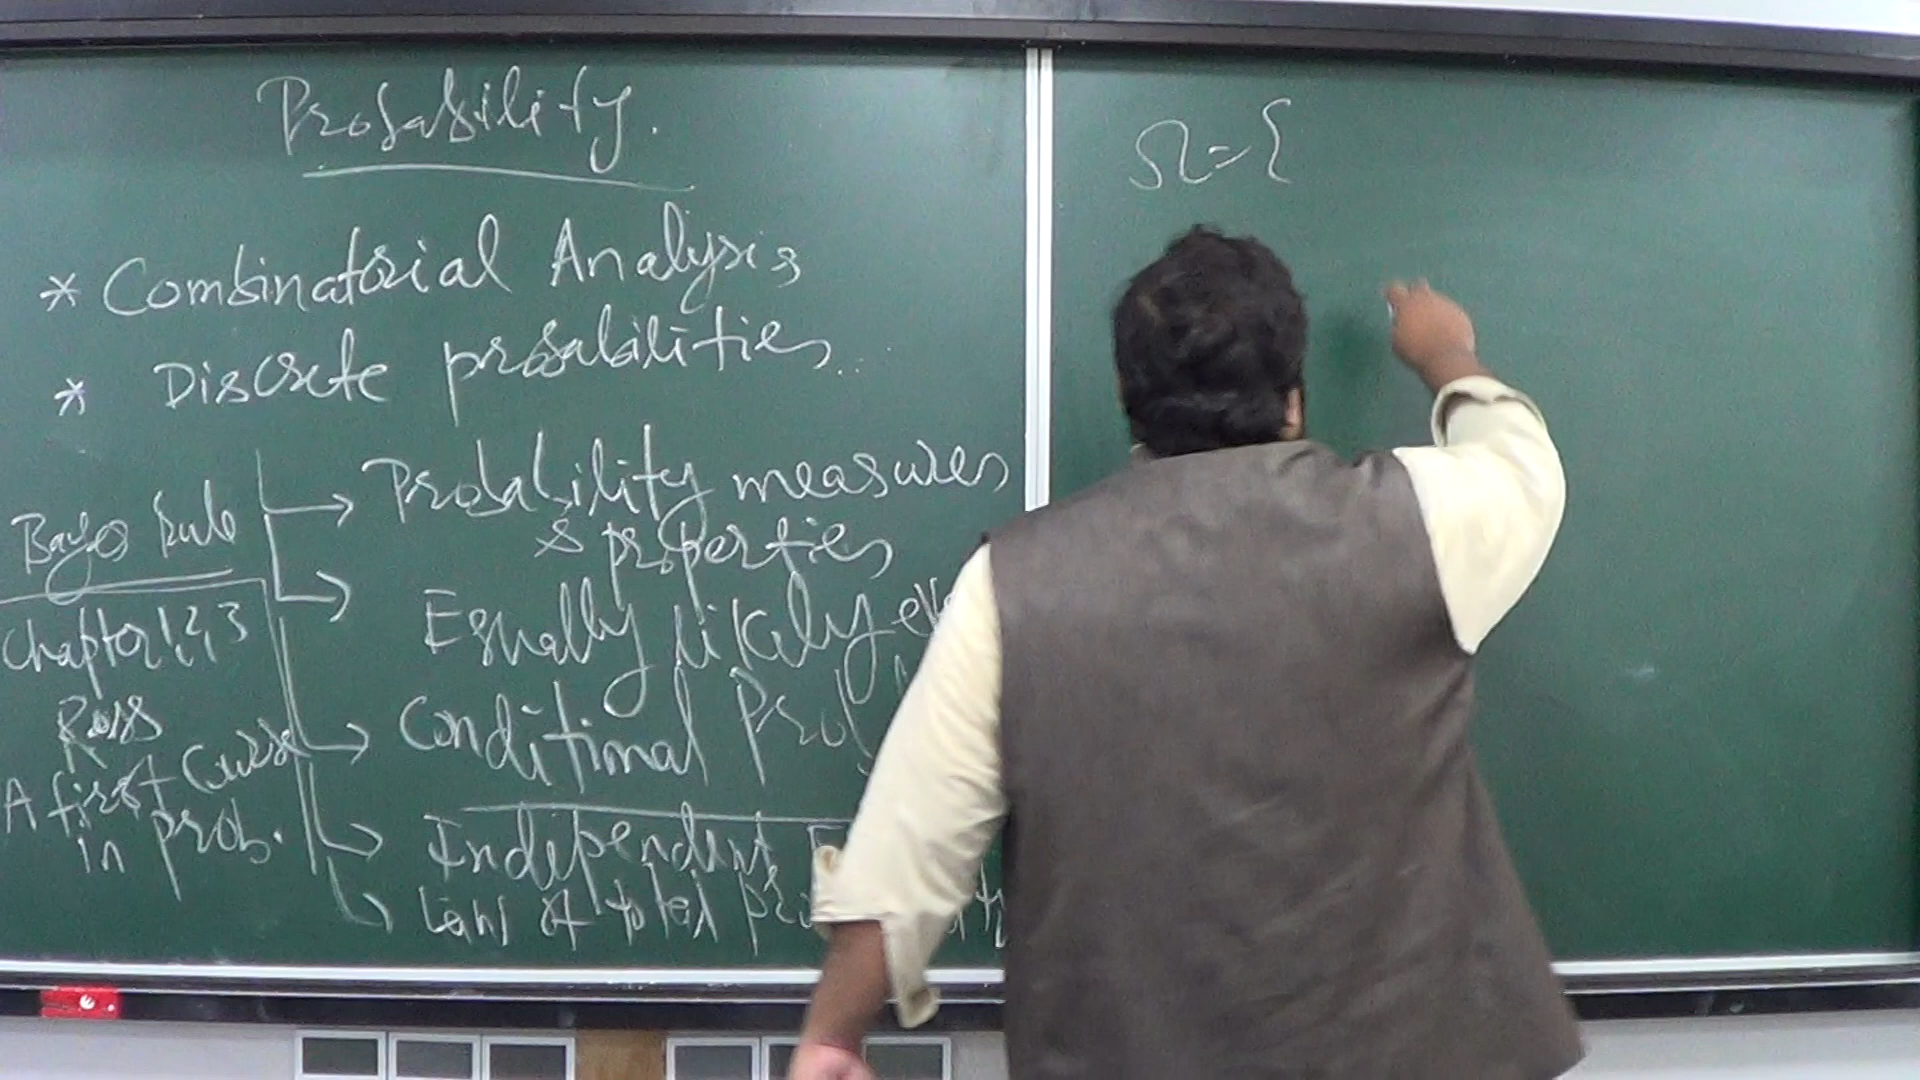 Probability.
* Combinatorial Analysis
* Discrete probabilities...
→ Probability measures
& properties
→ Equally likely
→ Conditional
→ Independent
→ Law of total
Bayes Rule
Chapter 1, 2, 3
Ross
A first Course
in prob.
Ω = {